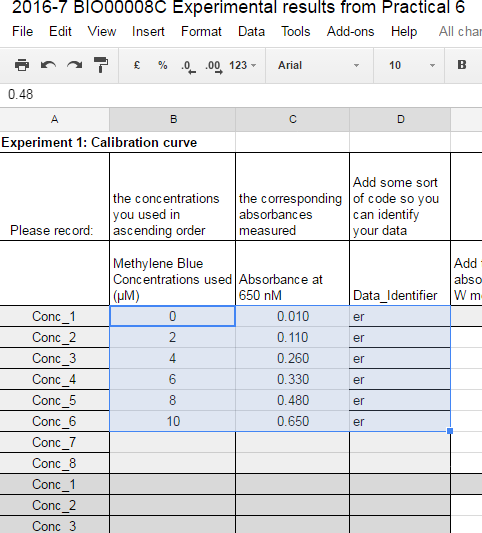 2016-7 BIO00008C Experimental results from Practical 6
File Edit View Insert Format Data Tools Add-ons Help All char
£ % .0 .00 123 Arial 10 B
0.48
A B C D
Experiment 1: Calibration curve
Please record:
the concentrations
you used in
ascending order
the corresponding
absorbances
measured
Add some sort
of code so you
can identify
your data
Methylene Blue
Concentrations used
(µM)
Absorbance at
650 nM
Data_Identifier
Add
abso
W m
Conc_1 0 0.010 er
Conc_2 2 0.110 er
Conc_3 4 0.260 er
Conc_4 6 0.330 er
Conc_5 8 0.480 er
Conc_6 10 0.650 er
Conc_7
Conc_8
Conc_1
Conc_2
Conc_3